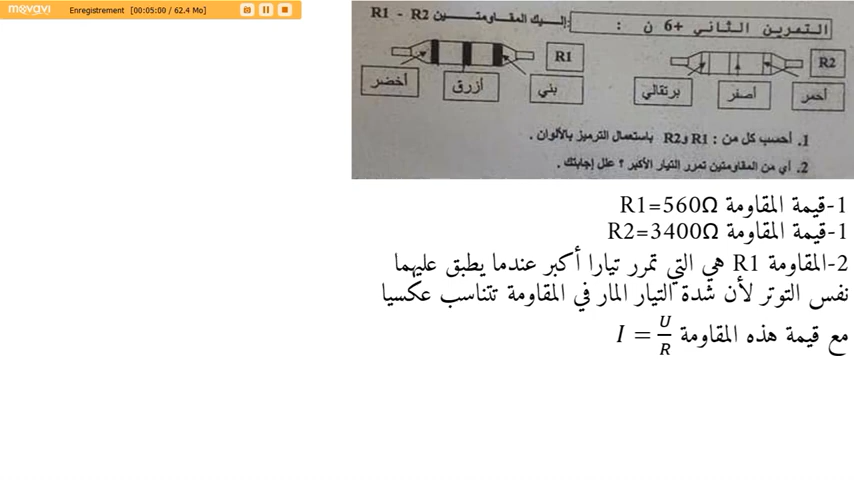 movavi Enregistrement [00:05:00 / 62.4 Mo]
التمرين الثاني +6 ن : إليك المقاومتين R1 - R2
R1
R2
أخضر أزرق بني
برتقالي أصفر أحمر
1. أحسب كل من : R1 و R2 باستعمال الترميز بالألوان .
2. أي من المقاومتين تمرر التيار الأكبر ؟ علل إجابتك .
1-قيمة المقاومة R1=560Ω
1-قيمة المقاومة R2=3400Ω
2-المقاومة R1 هي التي تمرر تيارا أكبر عندما يطبق عليهما
نفس التوتر لأن شدة التيار المار في المقاومة تتناسب عكسيا
مع قيمة هذه المقاومة I = U/R